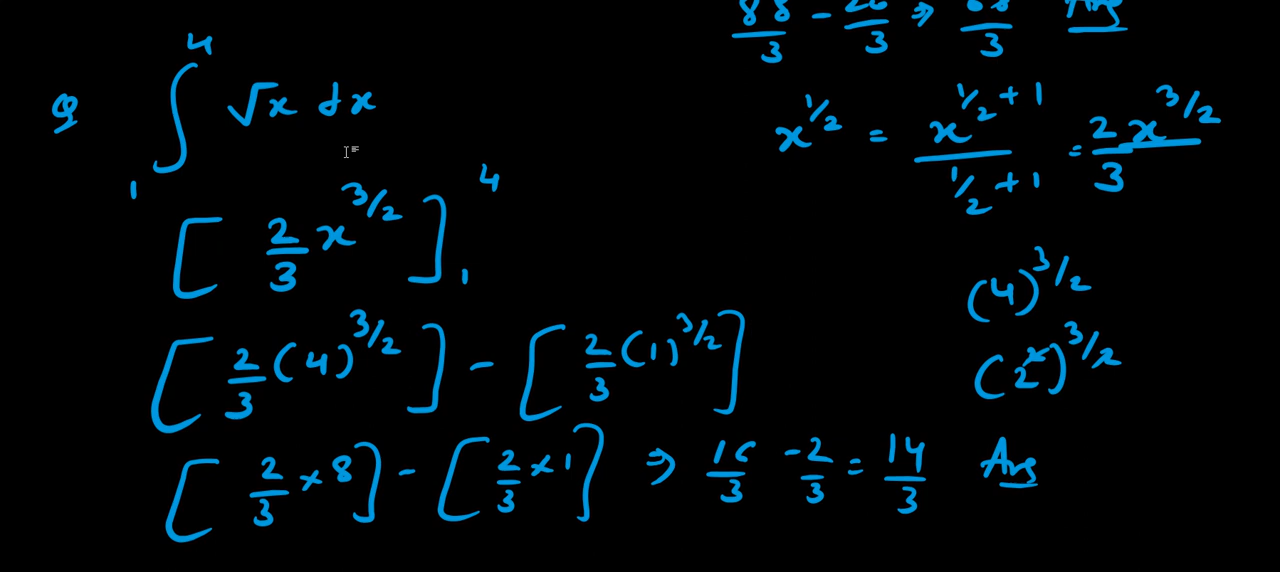 88/3 - 26/3 ⇒ 68/3 Ans
Q ∫₁⁴ √x dx
x^(1/2) = x^(1/2 + 1) / (1/2 + 1) = 2/3 x^(3/2)
[2/3 x^(3/2)]₁⁴
(4)^(3/2)
[2/3 (4)^(3/2)] - [2/3 (1)^(3/2)]
(2²)^(3/2)
[2/3 × 8] - [2/3 × 1] ⇒ 16/3 - 2/3 = 14/3 Ans